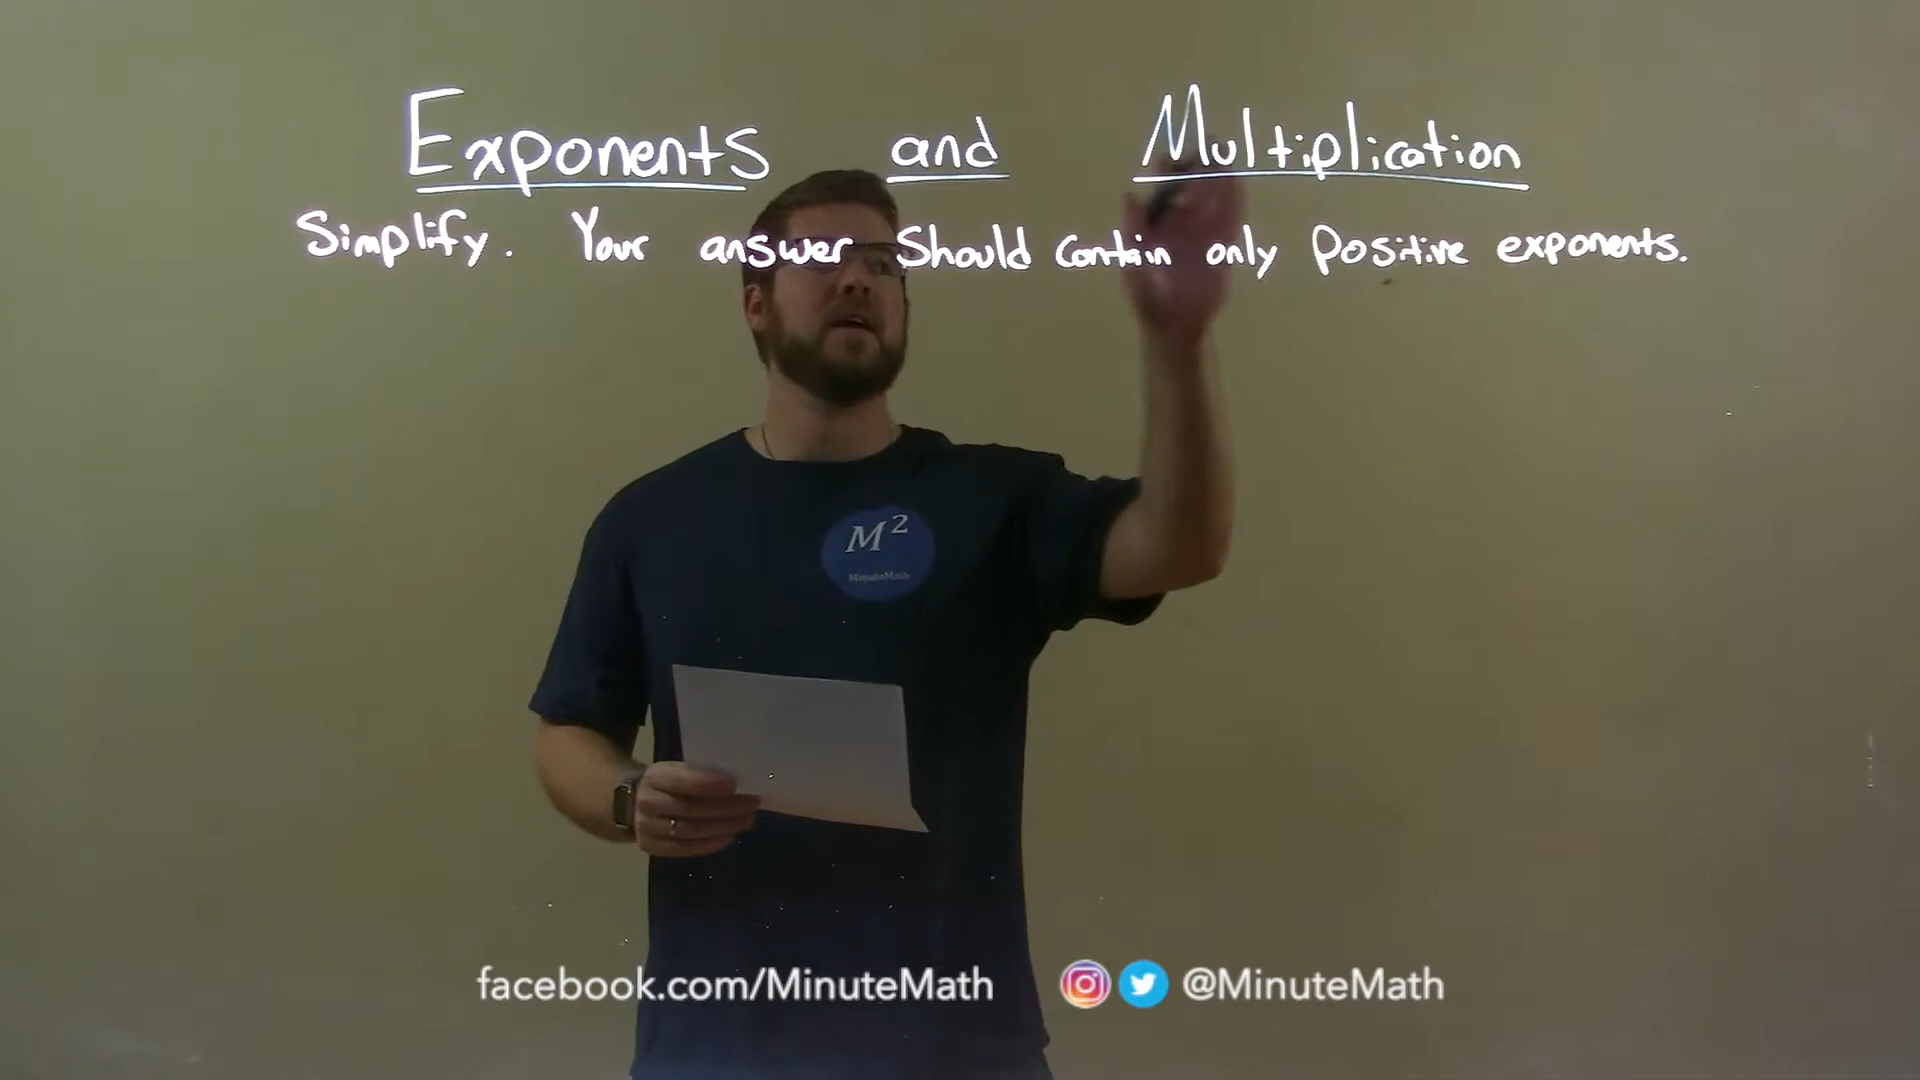 Exponents and Multiplication
Simplify. Your answer should contain only positive exponents.
M²
MinuteMath
facebook.com/MinuteMath @MinuteMath